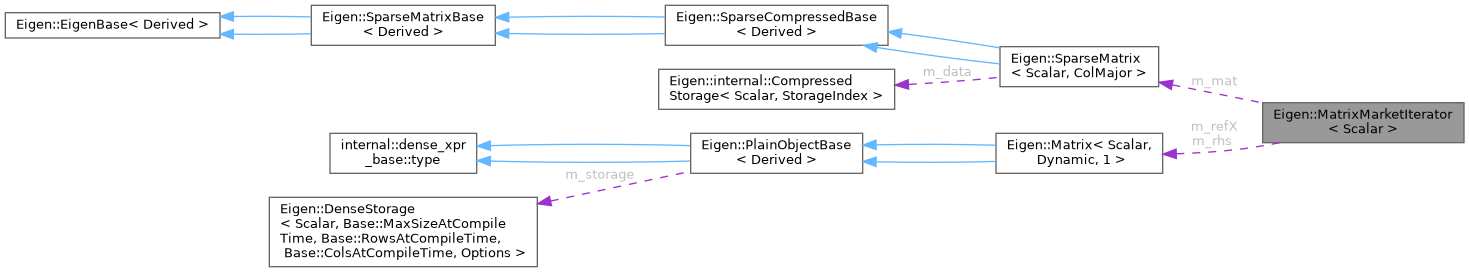 Eigen::EigenBase< Derived >
Eigen::SparseMatrixBase
< Derived >
Eigen::SparseCompressedBase
< Derived >
Eigen::SparseMatrix
< Scalar, ColMajor >
Eigen::internal::Compressed
Storage< Scalar, StorageIndex >
m_data
m_mat
Eigen::MatrixMarketIterator
< Scalar >
m_refX
m_rhs
internal::dense_xpr
_base::type
Eigen::PlainObjectBase
< Derived >
Eigen::Matrix< Scalar,
Dynamic, 1 >
m_storage
Eigen::DenseStorage
< Scalar, Base::MaxSizeAtCompile
Time, Base::RowsAtCompileTime,
Base::ColsAtCompileTime, Options >